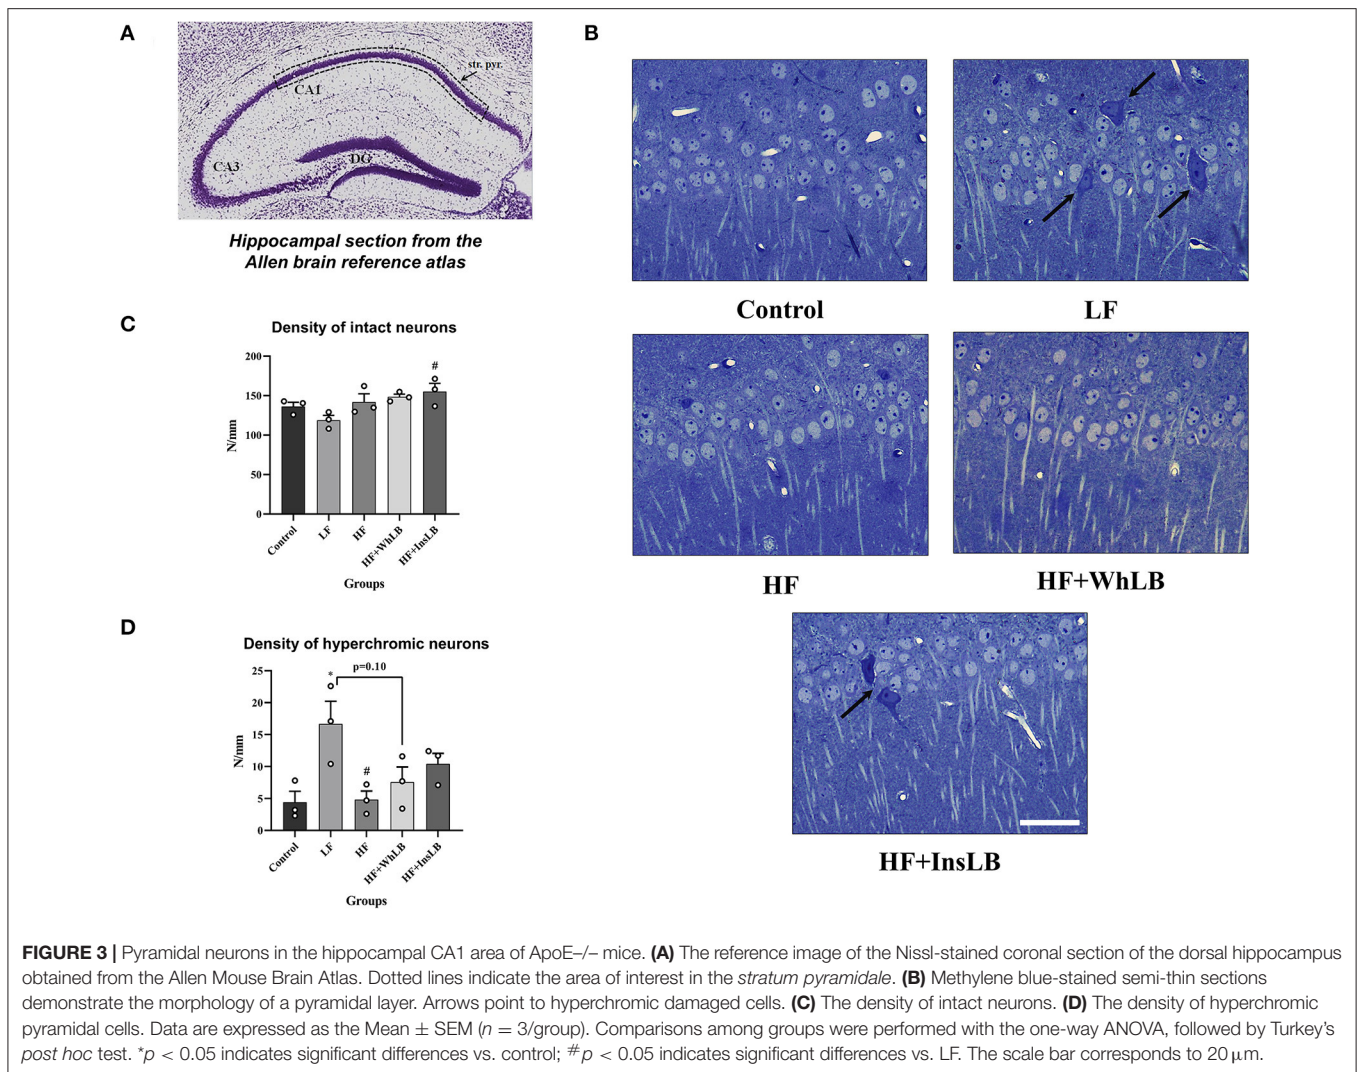 A
str. pyr.
CA1
CA3
DG
Hippocampal section from the
Allen brain reference atlas
B
Control
LF
HF
HF+WhLB
HF+InsLB
C
Density of intact neurons
200
150
100
50
0
N/mm
#
Control
LF
HF
HF+WhLB
HF+InsLB
Groups
D
Density of hyperchromic neurons
25
20
15
10
5
0
N/mm
*
p=0.10
#
Control
LF
HF
HF+WhLB
HF+InsLB
Groups
FIGURE 3 | Pyramidal neurons in the hippocampal CA1 area of ApoE−/− mice. (A) The reference image of the Nissl-stained coronal section of the dorsal hippocampus
obtained from the Allen Mouse Brain Atlas. Dotted lines indicate the area of interest in the stratum pyramidale. (B) Methylene blue-stained semi-thin sections
demonstrate the morphology of a pyramidal layer. Arrows point to hyperchromic damaged cells. (C) The density of intact neurons. (D) The density of hyperchromic
pyramidal cells. Data are expressed as the Mean ± SEM (n = 3/group). Comparisons among groups were performed with the one-way ANOVA, followed by Turkey's
post hoc test. *p < 0.05 indicates significant differences vs. control; #p < 0.05 indicates significant differences vs. LF. The scale bar corresponds to 20 μm.